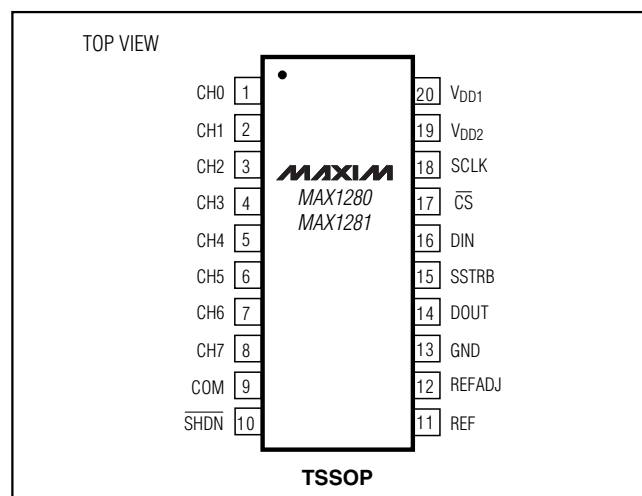 TOP VIEW
CH0 1 20 VDD1
CH1 2 19 VDD2
CH2 3 MAXIM 18 SCLK
CH3 4 MAX1280 17 CS
MAX1281
CH4 5 16 DIN
CH5 6 15 SSTRB
CH6 7 14 DOUT
CH7 8 13 GND
COM 9 12 REFADJ
SHDN 10 11 REF
TSSOP